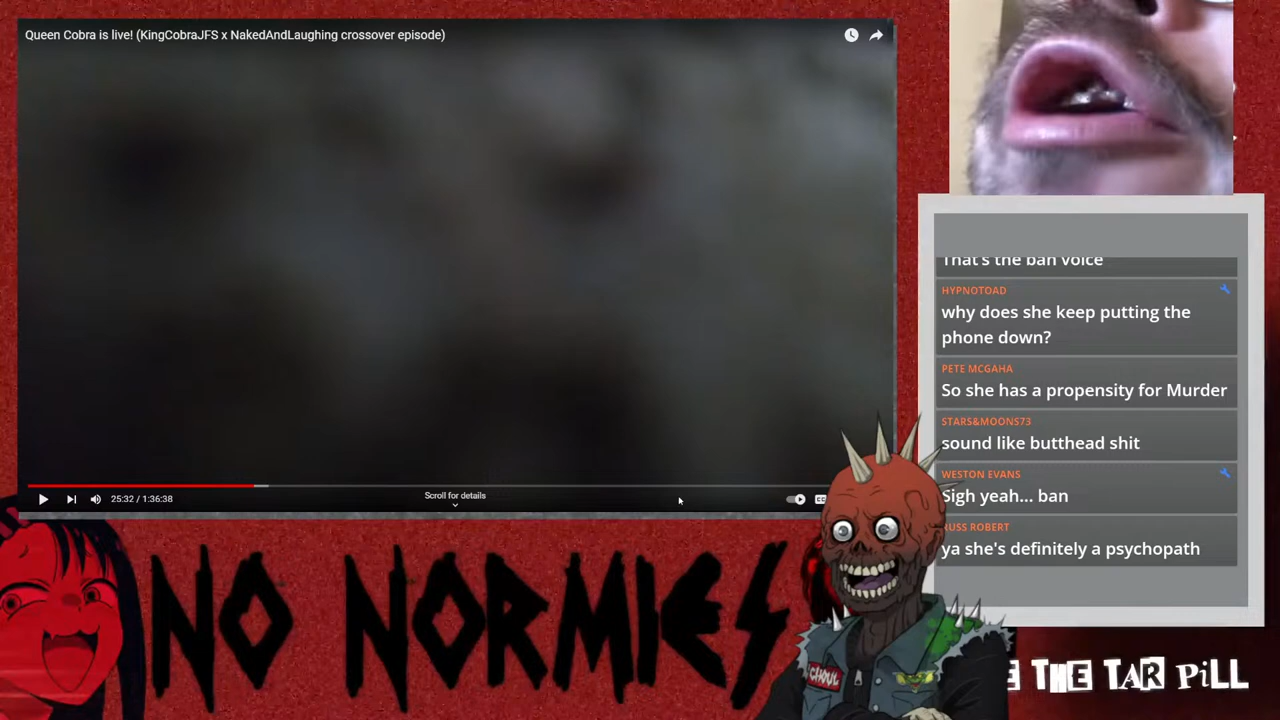 Queen Cobra is live! (KingCobraJFS x NakedAndLaughing crossover episode)
That's the ban voice
HYPNOTOAD
why does she keep putting the
phone down?
PETE MCGAHA
So she has a propensity for Murder
STARS&MOONS73
sound like butthead shit
WESTON EVANS
Sigh yeah... ban
RUSS ROBERT
ya she's definitely a psychopath
25:32 / 1:36:38
Scroll for details
NO NORMIES
GHOUL
THE TAR PiLL